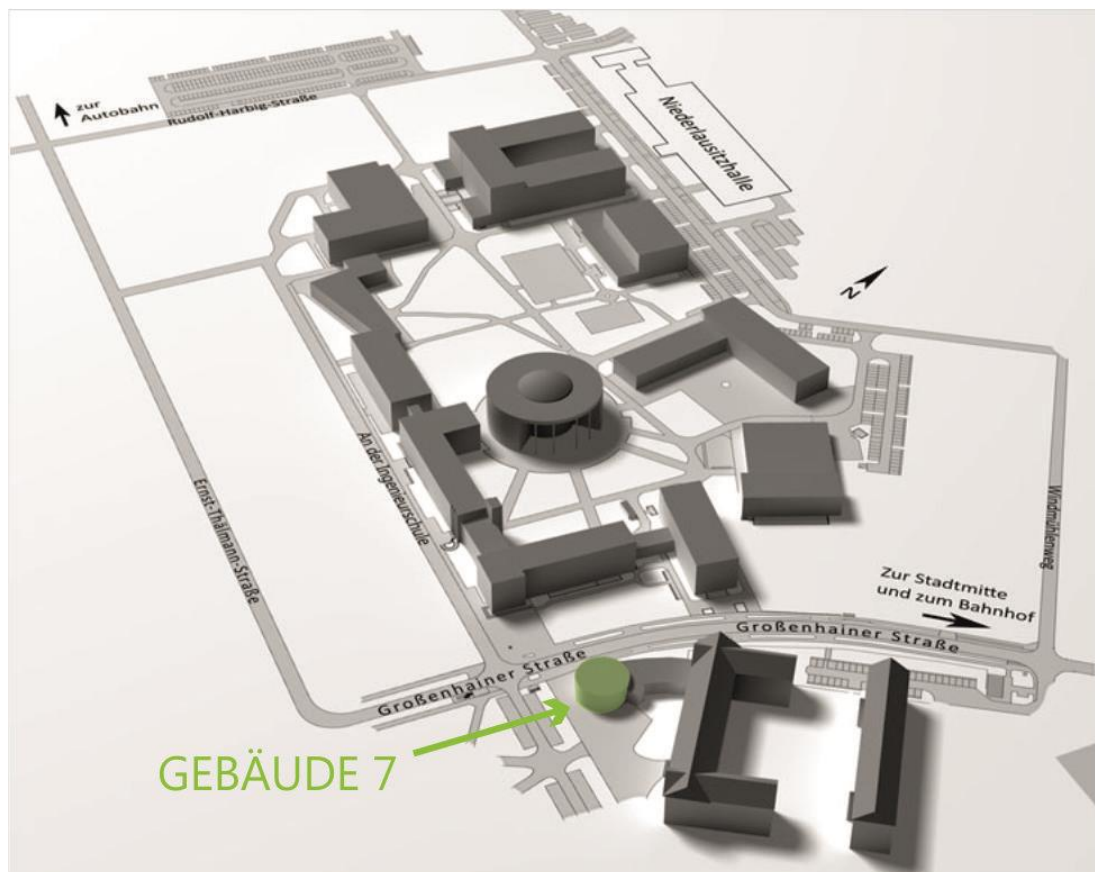 zur
Autobahn
Rudolf-Harbig-Straße
Niederlausitzhalle
N
An der Ingenieurschule
Ernst-Thälmann-Straße
Windmühlenweg
Zur Stadtmitte
und zum Bahnhof
Großenhainer Straße
Großenhainer Straße
GEBÄUDE 7